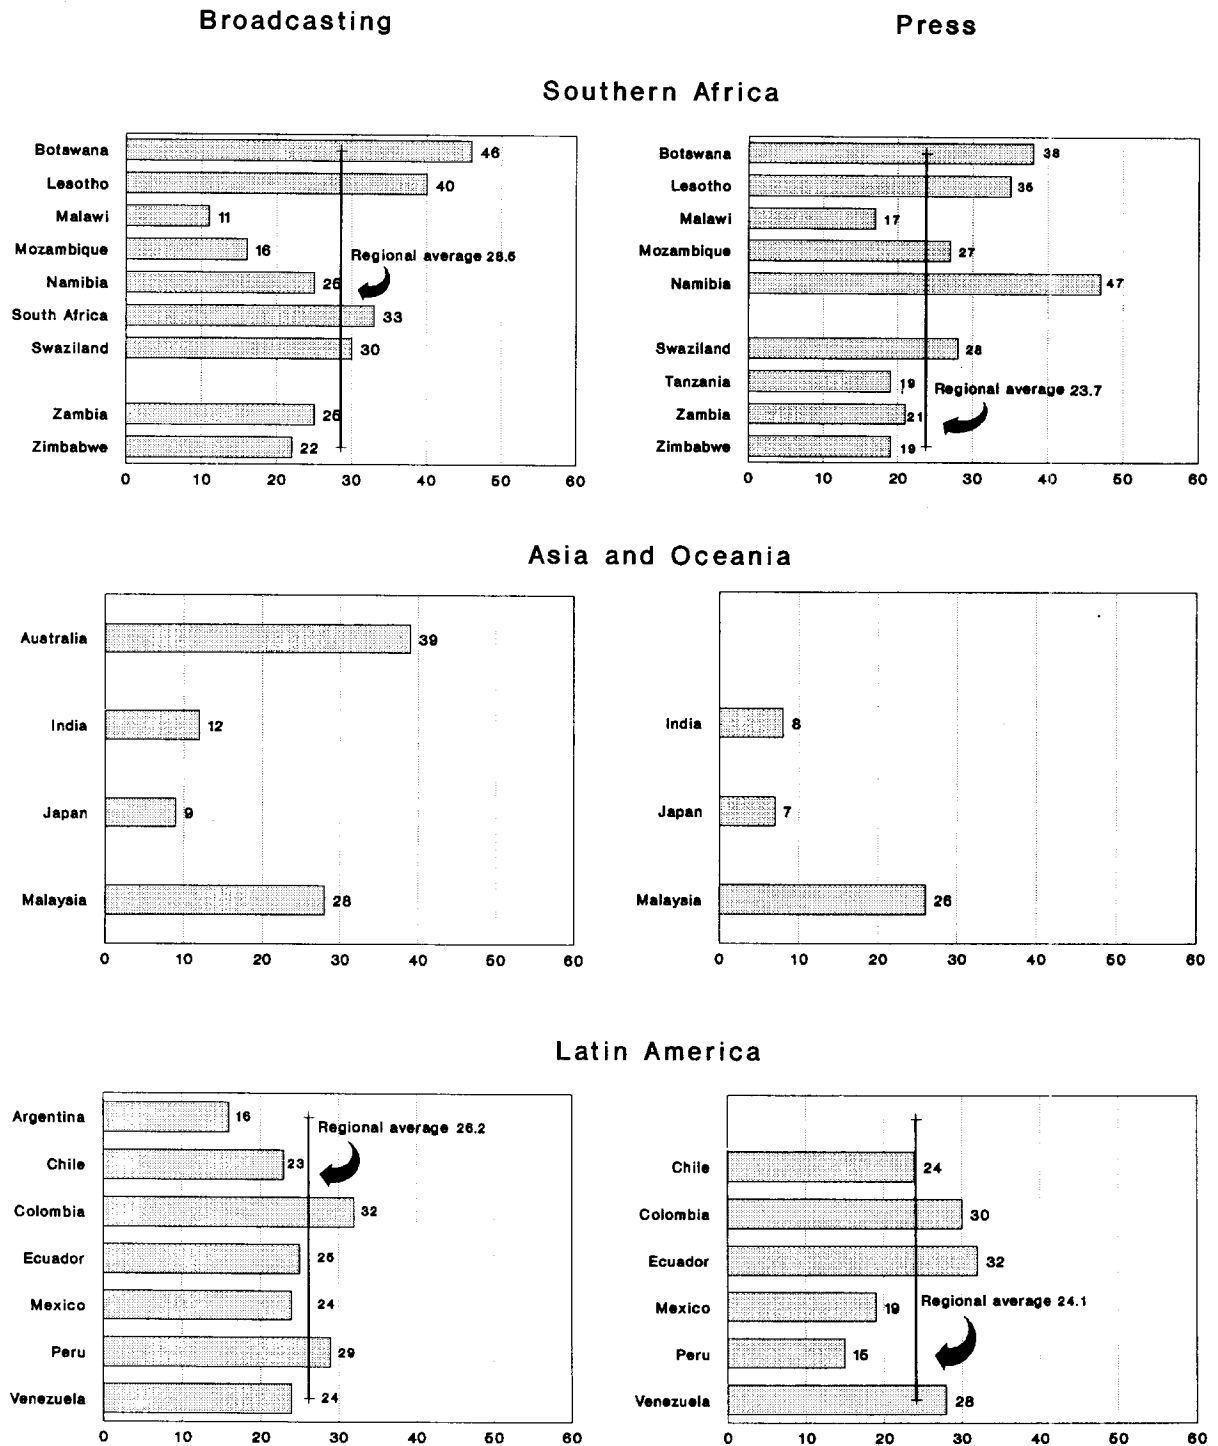 Broadcasting
Press
Southern Africa
Botswana 46
Lesotho 40
Malawi 11
Mozambique 16
Regional average 28.5
Namibia 25
South Africa 33
Swaziland 30
Zambia 25
Zimbabwe 22
0 10 20 30 40 50 60
Botswana 38
Lesotho 35
Malawi 17
Mozambique 27
Namibia 47
Swaziland 28
Tanzania 19
Regional average 23.7
Zambia 21
Zimbabwe 19
0 10 20 30 40 50 60
Asia and Oceania
Australia 39
India 12
Japan 9
Malaysia 28
0 10 20 30 40 50 60
India 8
Japan 7
Malaysia 26
0 10 20 30 40 50 60
Latin America
Argentina 16
Regional average 26.2
Chile 23
Colombia 32
Ecuador 25
Mexico 24
Peru 29
Venezuela 24
0 10 20 30 40 50 60
Chile 24
Colombia 30
Ecuador 32
Mexico 19
Regional average 24.1
Peru 15
Venezuela 28
0 10 20 30 40 50 60